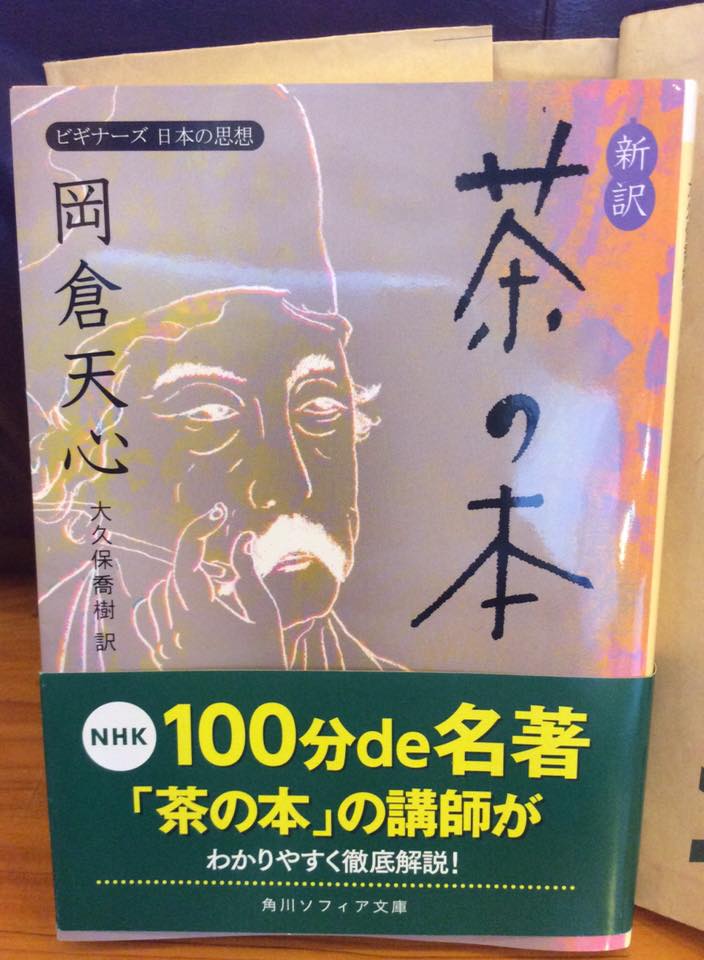 ビギナーズ 日本の思想
新訳
茶の本
岡倉天心
大久保喬樹 訳
NHK 100分de名著
「茶の本」の講師が
わかりやすく徹底解説!
角川ソフィア文庫